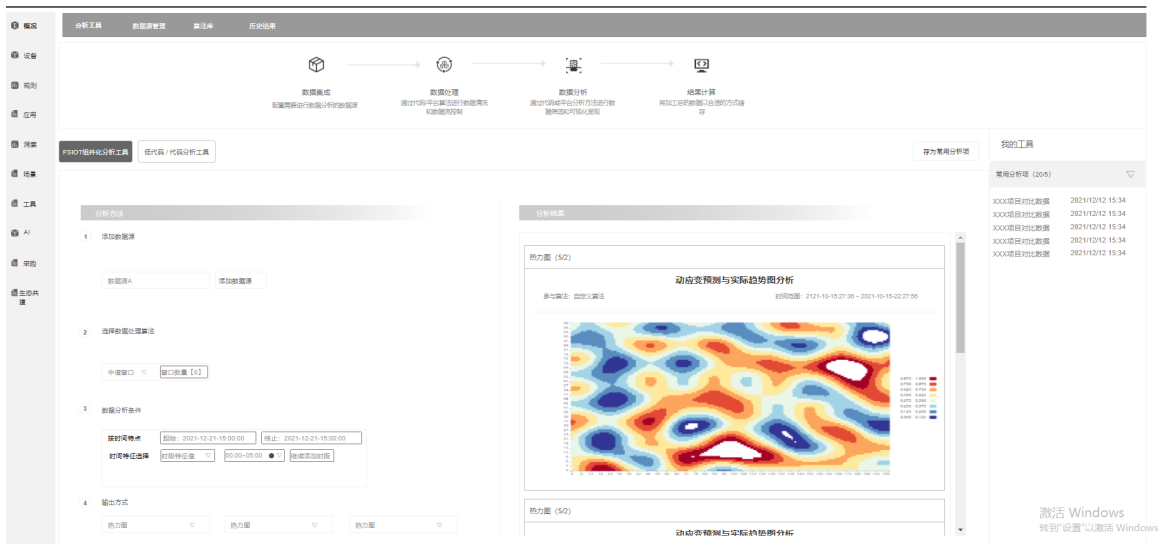 概况
设备
规则
应用
洞察
场景
工具
AI
采购
生态共
建
分析工具 数据源管理 算法库 历史结果
数据集成
配置需要进行数据分析的数据源
数据处理
通过代码/平台算法进行数据清洗
和数据流控制
数据分析
通过代码或平台分析方法进行数
据筛选和可视化呈现
结果计算
将加工后的数据以合适的方式储
存
FSIOT组件化分析工具 低代码 / 代码分析工具
存为常用分析项
我的工具
常用分析项（20/5）
XXX项目对比数据 2021/12/12 15:34
XXX项目对比数据 2021/12/12 15:34
XXX项目对比数据 2021/12/12 15:34
XXX项目对比数据 2021/12/12 15:34
XXX项目对比数据 2021/12/12 15:34
分析方法
1 添加数据源
数据源A 添加数据源
2 选择数据处理算法
中值窗口 窗口数量【8】
3 数据分析条件
按时间特点 起始：2021-12-21-15:00:00 终止：2021-12-21-15:00:00
时间特征选择 时段特征值 00:00~05:00 继续添加时段
4 输出方式
热力图 热力图 热力图
分析结果
热力图（5/2）
动应变预测与实际趋势图分析
参与算法：自定义算法 时间范围：2121-10-15:27:36 ~ 2021-10-15-22:27:56
热力图（5/2）
动应变预测与实际趋势图分析
激活 Windows
转到"设置"以激活 Windows